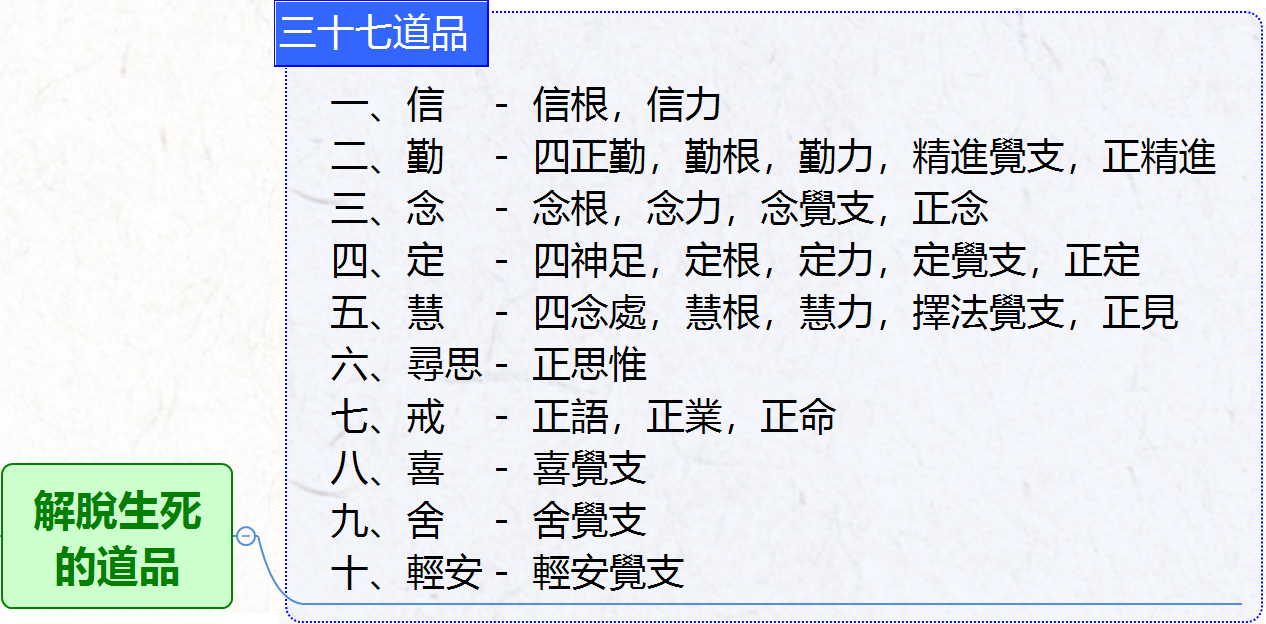 三十七道品
一、信 - 信根，信力
二、勤 - 四正勤，勤根，勤力，精進覺支，正精進
三、念 - 念根，念力，念覺支，正念
四、定 - 四神足，定根，定力，定覺支，正定
五、慧 - 四念處，慧根，慧力，擇法覺支，正見
六、尋思 - 正思惟
七、戒 - 正語，正業，正命
八、喜 - 喜覺支
九、舍 - 舍覺支
十、輕安 - 輕安覺支
解脫生死
的道品